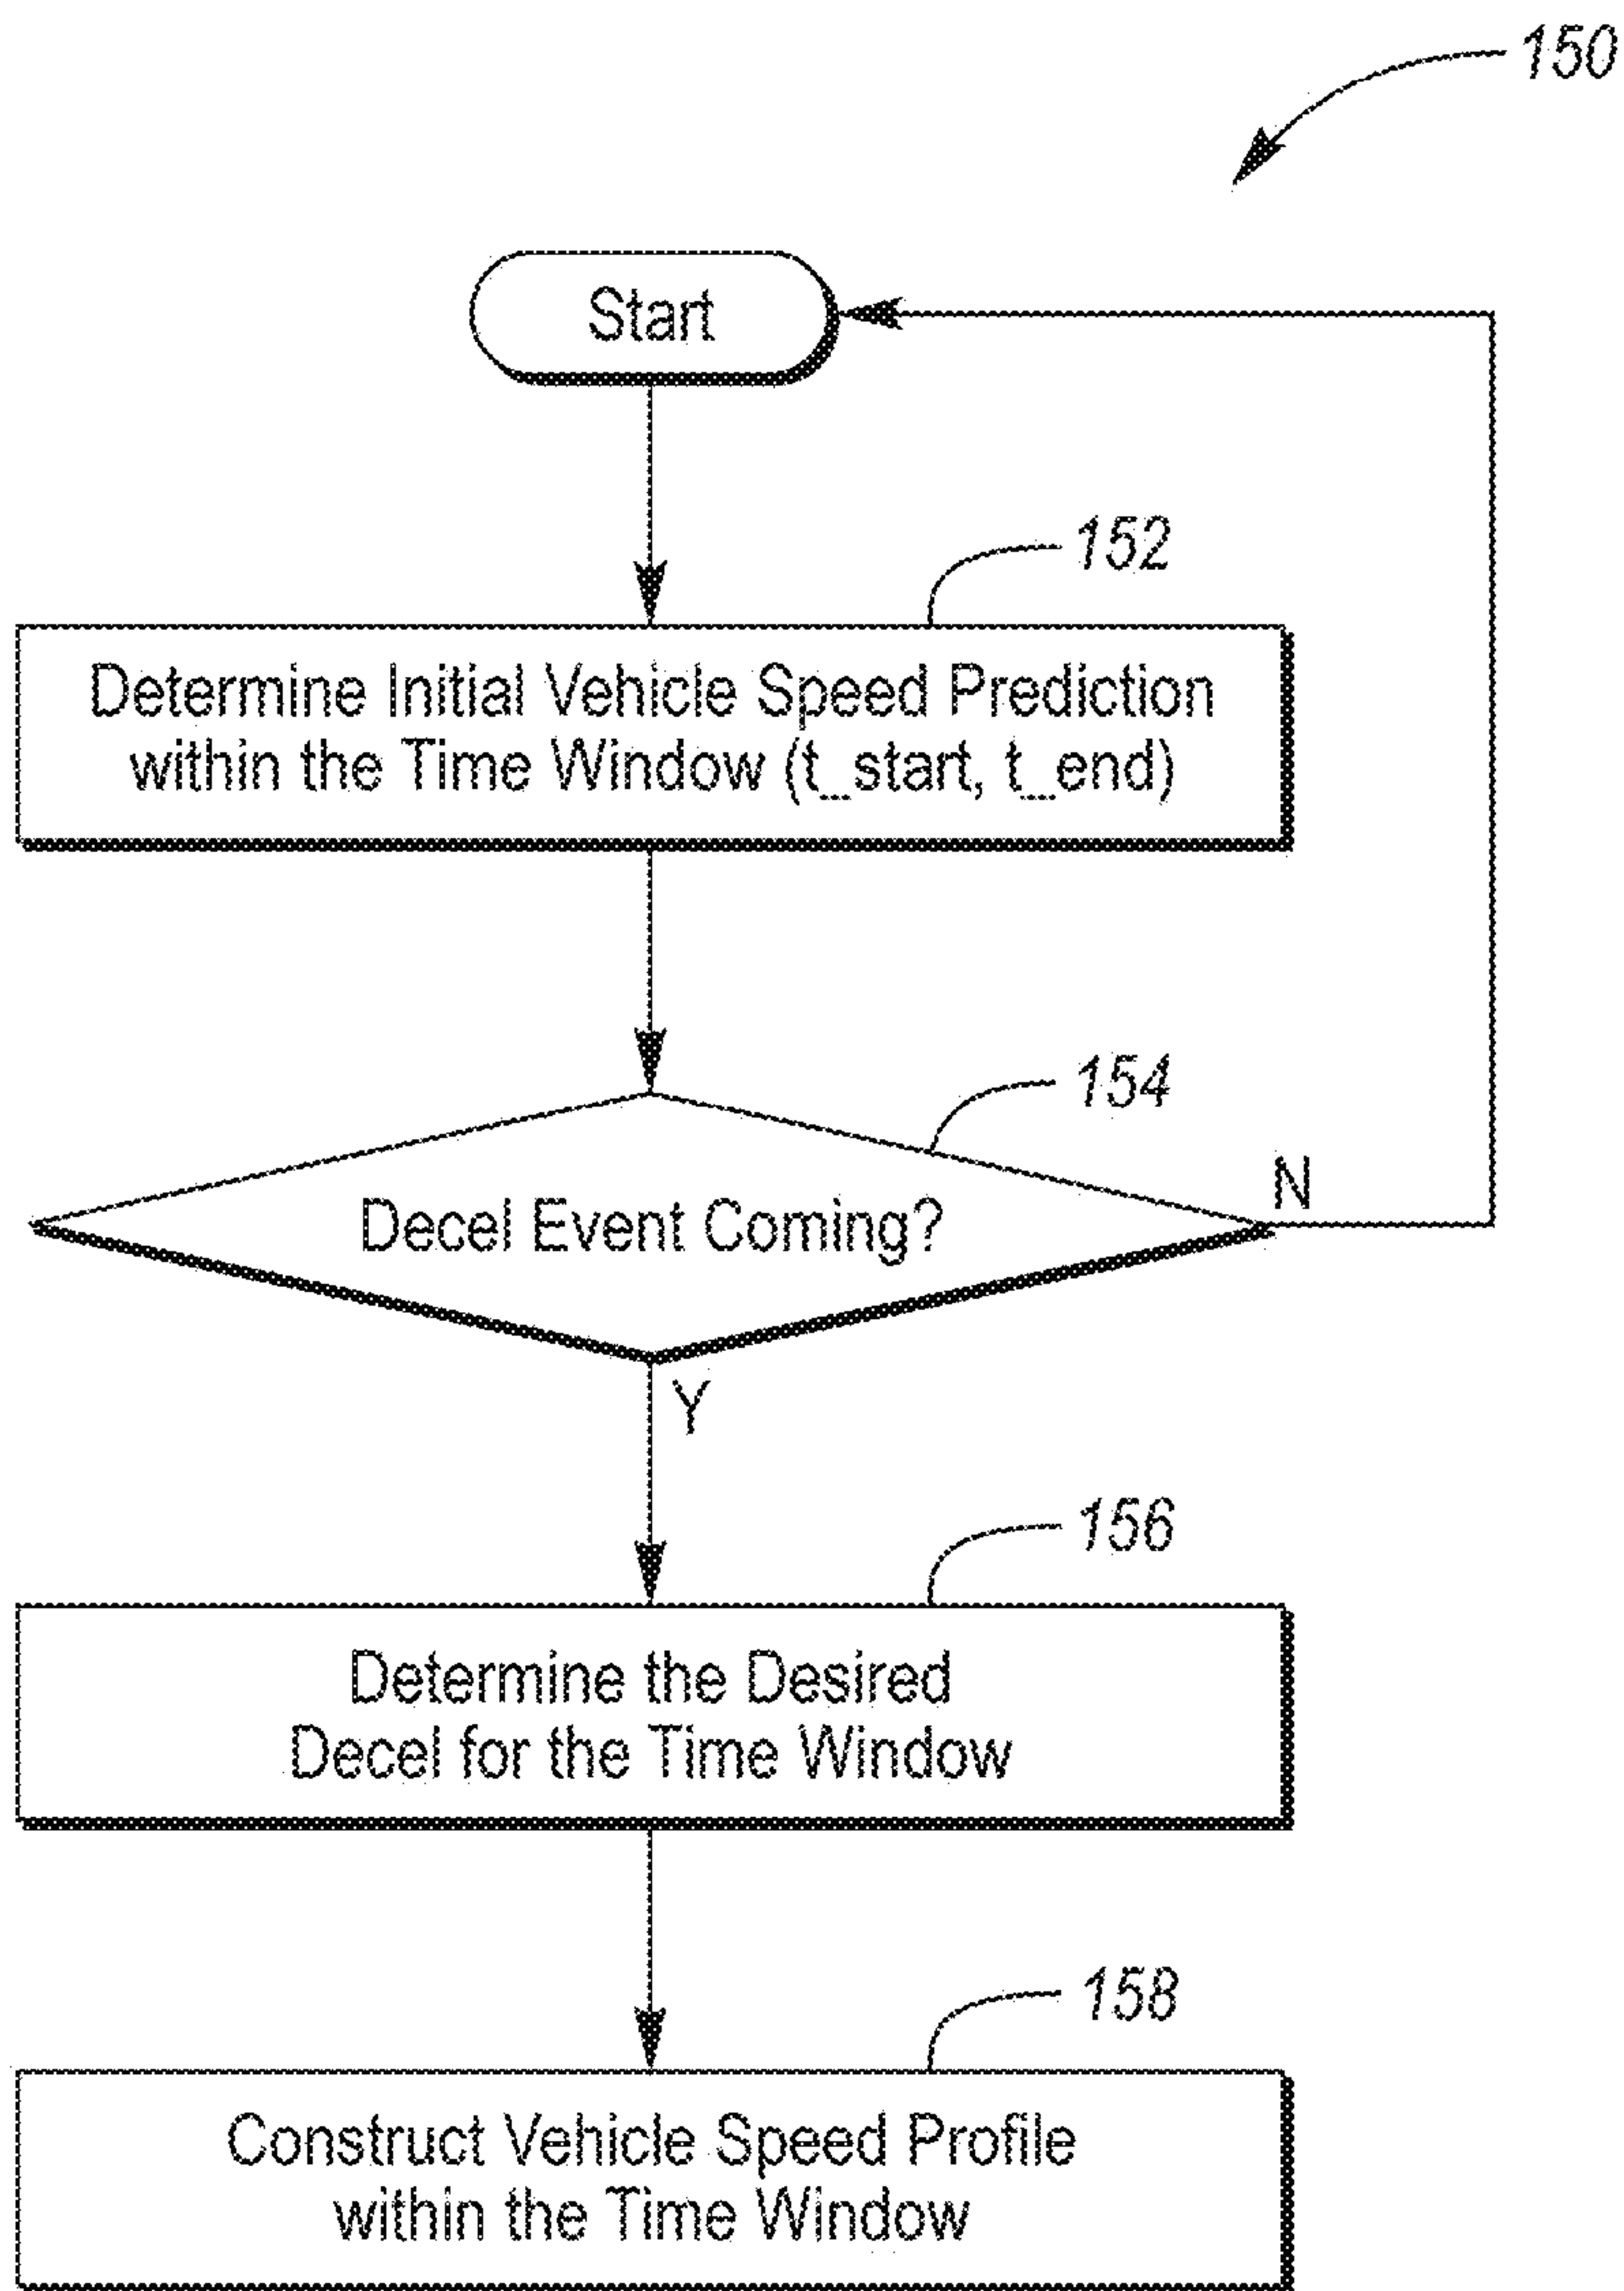 150
Start
152
Determine Initial Vehicle Speed Prediction
within the Time Window (t_start, t_end)
154
Decel Event Coming?
N
Y
156
Determine the Desired
Decel for the Time Window
158
Construct Vehicle Speed Profile
within the Time Window